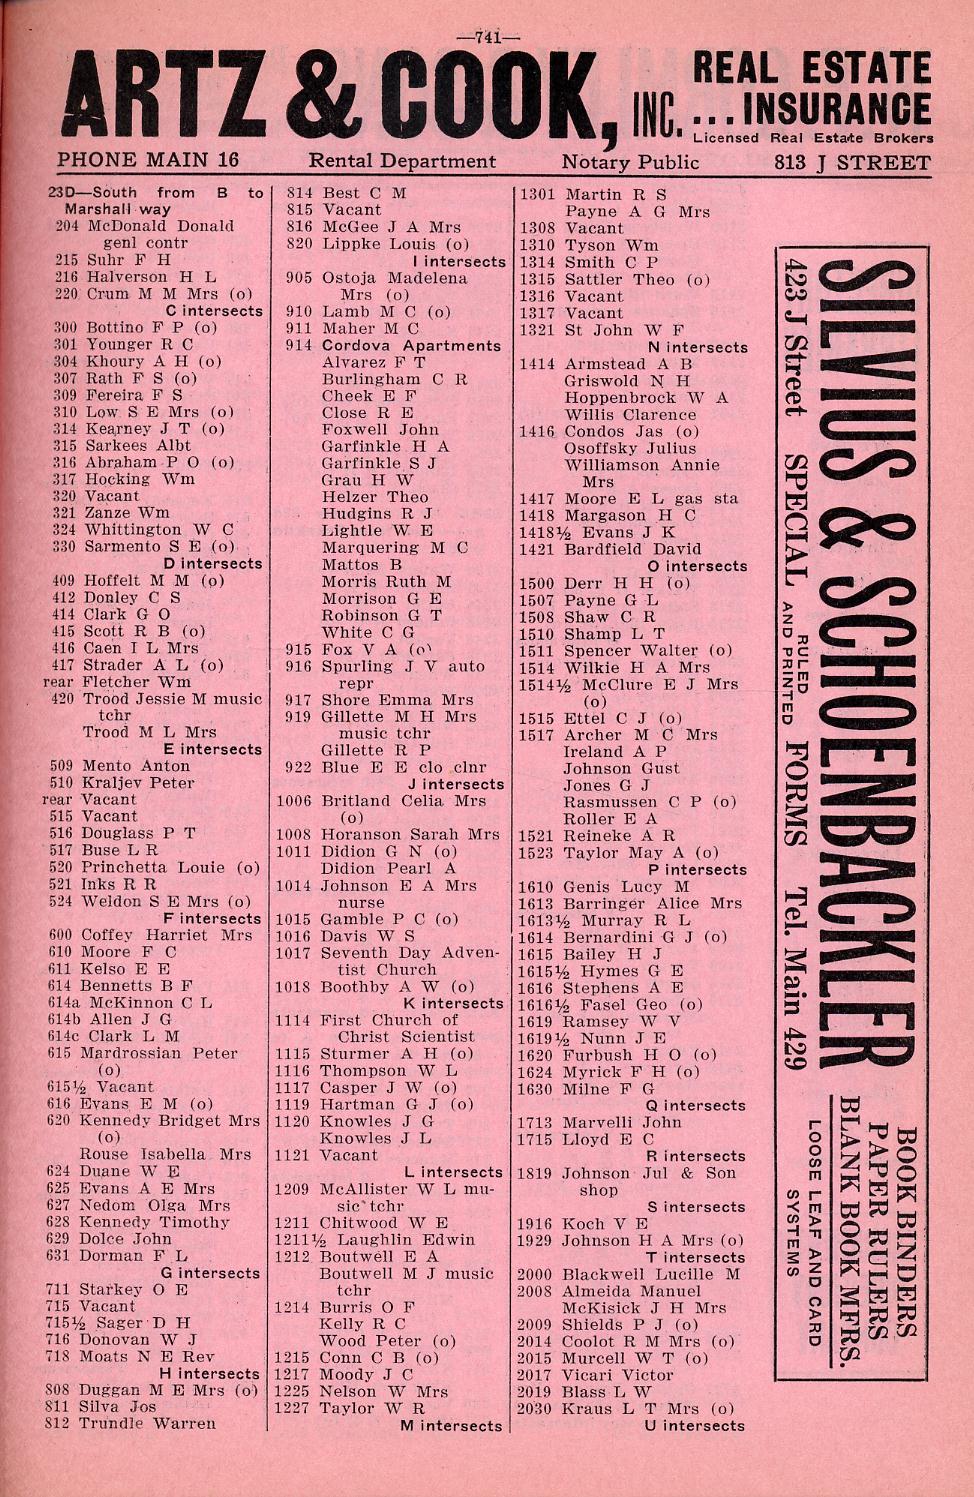 —741—
ARTZ & COOK, INC.
REAL ESTATE
...INSURANCE
Licensed Real Estate Brokers
PHONE MAIN 16 Rental Department Notary Public 813 J STREET
23D—South from B to
Marshall way
204 McDonald Donald
genl contr
215 Suhr F H
216 Halverson H L
220 Crum M M Mrs (o)
C intersects
300 Bottino F P (o)
301 Younger R C
304 Khoury A H (o)
307 Rath F S (o)
309 Fereira F S
310 Low S E Mrs (o)
314 Kearney J T (o)
315 Sarkees Albt
316 Abraham P O (o)
317 Hocking Wm
320 Vacant
321 Zanze Wm
324 Whittington W C
330 Sarmento S E (o)
D intersects
409 Hoffelt M M (o)
412 Donley C S
414 Clark G O
415 Scott R B (o)
416 Caen I L Mrs
417 Strader A L (o)
rear Fletcher Wm
420 Trood Jessie M music
tchr
Trood M L Mrs
E intersects
509 Mento Anton
510 Kraljev Peter
rear Vacant
515 Vacant
516 Douglass P T
517 Buse L R
520 Princhetta Louie (o)
521 Inks R R
524 Weldon S E Mrs (o)
F intersects
600 Coffey Harriet Mrs
610 Moore F C
611 Kelso E E
614 Bennetts B F
614a McKinnon C L
614b Allen J G
614c Clark L M
615 Mardrossian Peter
(o)
615½ Vacant
616 Evans E M (o)
620 Kennedy Bridget Mrs
(o)
Rouse Isabella Mrs
624 Duane W E
625 Evans A E Mrs
627 Nedom Olga Mrs
628 Kennedy Timothy
629 Dolce John
631 Dorman F L
G intersects
711 Starkey O E
715 Vacant
715½ Sager D H
716 Donovan W J
718 Moats N E Rev
H intersects
808 Duggan M E Mrs (o)
811 Silva Jos
812 Trundle Warren
814 Best C M
815 Vacant
816 McGee J A Mrs
820 Lippke Louis (o)
I intersects
905 Ostoja Madelena
Mrs (o)
910 Lamb M C (o)
911 Maher M C
914 Cordova Apartments
Alvarez F T
Burlingham C R
Cheek E F
Close R E
Foxwell John
Garfinkle H A
Garfinkle S J
Grau H W
Helzer Theo
Hudgins R J
Lightle W E
Marquering M C
Mattos B
Morris Ruth M
Morrison G E
Robinson G T
White C G
915 Fox V A (o)
916 Spurling J V auto
repr
917 Shore Emma Mrs
919 Gillette M H Mrs
music tchr
Gillette R P
922 Blue E E clo clnr
J intersects
1006 Britland Celia Mrs
(o)
1008 Horanson Sarah Mrs
1011 Didion G N (o)
Didion Pearl A
1014 Johnson E A Mrs
nurse
1015 Gamble P C (o)
1016 Davis W S
1017 Seventh Day Adven-
tist Church
1018 Boothby A W (o)
K intersects
1114 First Church of
Christ Scientist
1115 Sturmer A H (o)
1116 Thompson W L
1117 Casper J W (o)
1119 Hartman G J (o)
1120 Knowles J G
Knowles J L
1121 Vacant
L intersects
1209 McAllister W L mu-
sic tchr
1211 Chitwood W E
1211½ Laughlin Edwin
1212 Boutwell E A
Boutwell M J music
tchr
1214 Burris O F
Kelly R C
Wood Peter (o)
1215 Conn C B (o)
1217 Moody J C
1225 Nelson W Mrs
1227 Taylor W R
M intersects
1301 Martin R S
Payne A G Mrs
1308 Vacant
1310 Tyson Wm
1314 Smith C P
1315 Sattler Theo (o)
1316 Vacant
1317 Vacant
1321 St John W F
N intersects
1414 Armstead A B
Griswold N H
Hoppenbrock W A
Willis Clarence
1416 Condos Jas (o)
Osoffsky Julius
Williamson Annie
Mrs
1417 Moore E L gas sta
1418 Margason H C
1418½ Evans J K
1421 Bardfield David
O intersects
1500 Derr H H (o)
1507 Payne G L
1508 Shaw C R
1510 Shamp L T
1511 Spencer Walter (o)
1514 Wilkie H A Mrs
1514½ McClure E J Mrs
(o)
1515 Ettel C J (o)
1517 Archer M C Mrs
Ireland A P
Johnson Gust
Jones G J
Rasmussen C P (o)
Roller E A
1521 Reineke A R
1523 Taylor May A (o)
P intersects
1610 Genis Lucy M
1613 Barringer Alice Mrs
1613½ Murray R L
1614 Bernardini G J (o)
1615 Bailey H J
1615½ Hymes G E
1616 Stephens A E
1616½ Fasel Geo (o)
1619 Ramsey W V
1619½ Nunn J E
1620 Furbush H O (o)
1624 Myrick F H (o)
1630 Milne F G
Q intersects
1713 Marvelli John
1715 Lloyd E C
R intersects
1819 Johnson Jul & Son
shop
S intersects
1916 Koch V E
1929 Johnson H A Mrs (o)
T intersects
2000 Blackwell Lucille M
2008 Almeida Manuel
McKisick J H Mrs
2009 Shields P J (o)
2014 Coolot R M Mrs (o)
2015 Murcell W T (o)
2017 Vicari Victor
2019 Blass L W
2030 Kraus L T Mrs (o)
U intersects
SILVIUS & SCHOENBACKLER
423 J Street SPECIAL RULED AND PRINTED FORMS Tel. Main 429
BOOK BINDERS
PAPER RULERS
BLANK BOOK MFRS.
LOOSE LEAF AND CARD
SYSTEMS